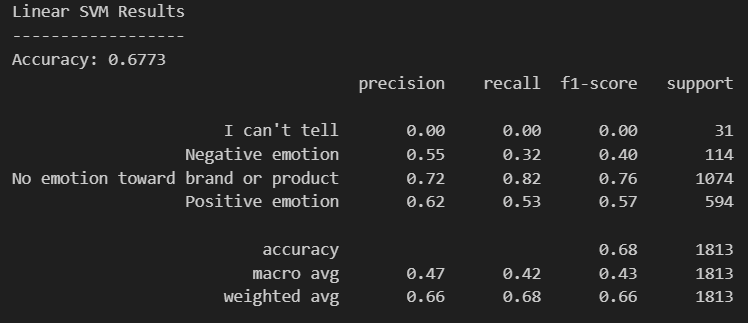 Linear SVM Results
------------------
Accuracy: 0.6773
precision recall f1-score support
I can't tell 0.00 0.00 0.00 31
Negative emotion 0.55 0.32 0.40 114
No emotion toward brand or product 0.72 0.82 0.76 1074
Positive emotion 0.62 0.53 0.57 594
accuracy 0.68 1813
macro avg 0.47 0.42 0.43 1813
weighted avg 0.66 0.68 0.66 1813